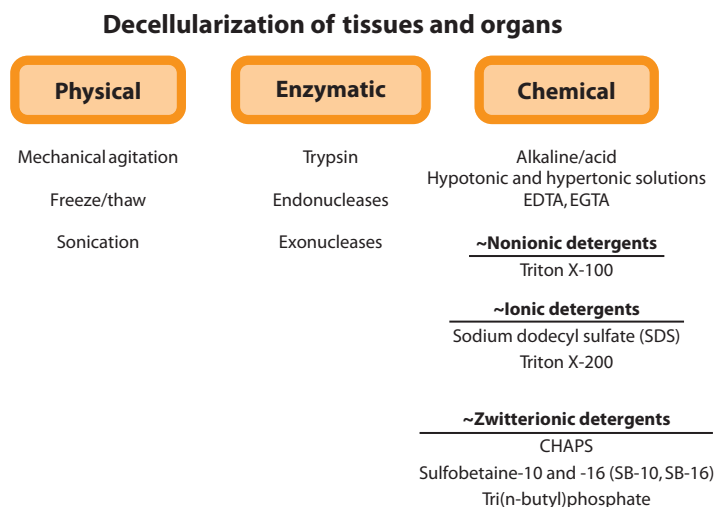 Decellularization of tissues and organs
Physical
Mechanical agitation
Freeze/thaw
Sonication
Enzymatic
Trypsin
Endonucleases
Exonucleases
Chemical
Alkaline/acid
Hypotonic and hypertonic solutions
EDTA, EGTA
~Nonionic detergents
Triton X-100
~Ionic detergents
Sodium dodecyl sulfate (SDS)
Triton X-200
~Zwitterionic detergents
CHAPS
Sulfobetaine-10 and -16 (SB-10, SB-16)
Tri(n-butyl)phosphate